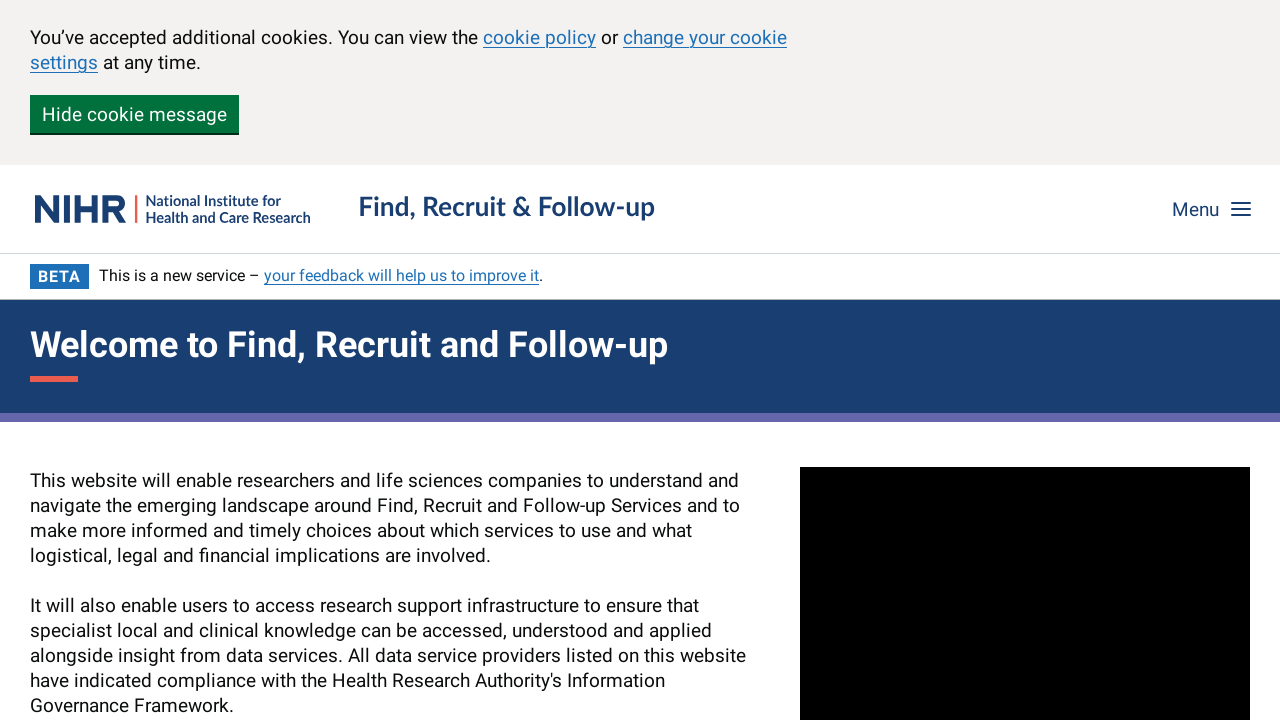 You’ve accepted additional cookies. You can view the cookie policy or change your cookie
settings at any time.
Hide cookie message
NIHR National Institute for
Health and Care Research
Find, Recruit & Follow-up
Menu
BETA This is a new service – your feedback will help us to improve it.
Welcome to Find, Recruit and Follow-up
This website will enable researchers and life sciences companies to understand and
navigate the emerging landscape around Find, Recruit and Follow-up Services and to
make more informed and timely choices about which services to use and what
logistical, legal and financial implications are involved.
It will also enable users to access research support infrastructure to ensure that
specialist local and clinical knowledge can be accessed, understood and applied
alongside insight from data services. All data service providers listed on this website
have indicated compliance with the Health Research Authority's Information
Governance Framework.